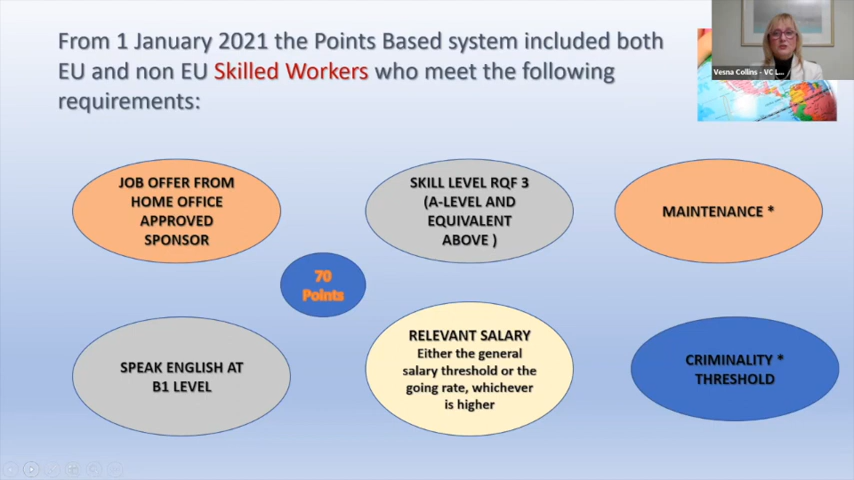 From 1 January 2021 the Points Based system included both
EU and non EU Skilled Workers who meet the following
requirements:
Vesna Collins - VC L...
JOB OFFER FROM
HOME OFFICE
APPROVED
SPONSOR
SKILL LEVEL RQF 3
(A-LEVEL AND
EQUIVALENT
ABOVE )
MAINTENANCE *
70
Points
SPEAK ENGLISH AT
B1 LEVEL
RELEVANT SALARY
Either the general
salary threshold or the
going rate, whichever
is higher
CRIMINALITY *
THRESHOLD